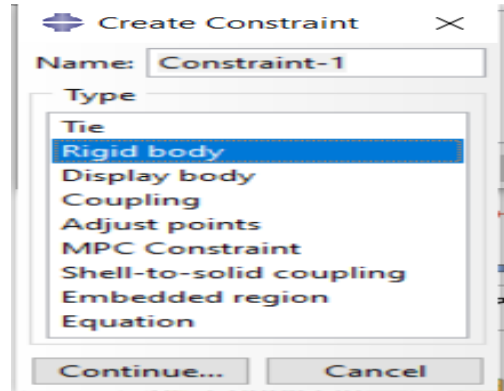 Create Constraint
Name: Constraint-1
Type
Tie
Rigid body
Display body
Coupling
Adjust points
MPC Constraint
Shell-to-solid coupling
Embedded region
Equation
Continue... Cancel